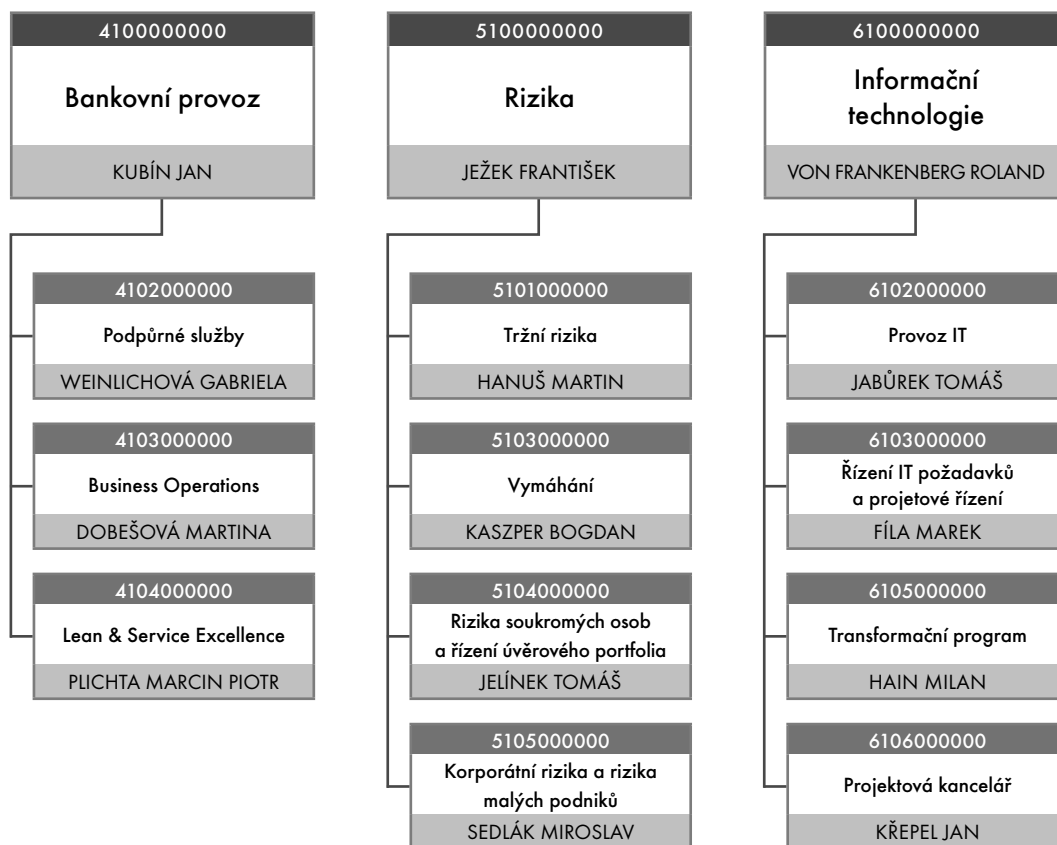 4100000000
Bankovní provoz
KUBÍN JAN
4102000000
Podpůrné služby
WEINLICHOVÁ GABRIELA
4103000000
Business Operations
DOBEŠOVÁ MARTINA
4104000000
Lean & Service Excellence
PLICHTA MARCIN PIOTR
5100000000
Rizika
JEŽEK FRANTIŠEK
5101000000
Tržní rizika
HANUŠ MARTIN
5103000000
Vymáhání
KASZPER BOGDAN
5104000000
Rizika soukromých osob
a řízení úvěrového portfolia
JELÍNEK TOMÁŠ
5105000000
Korporátní rizika a rizika
malých podniků
SEDLÁK MIROSLAV
6100000000
Informační
technologie
VON FRANKENBERG ROLAND
6102000000
Provoz IT
JABŮREK TOMÁŠ
6103000000
Řízení IT požadavků
a projetové řízení
FÍLA MAREK
6105000000
Transformační program
HAIN MILAN
6106000000
Projektová kancelář
KŘEPEL JAN